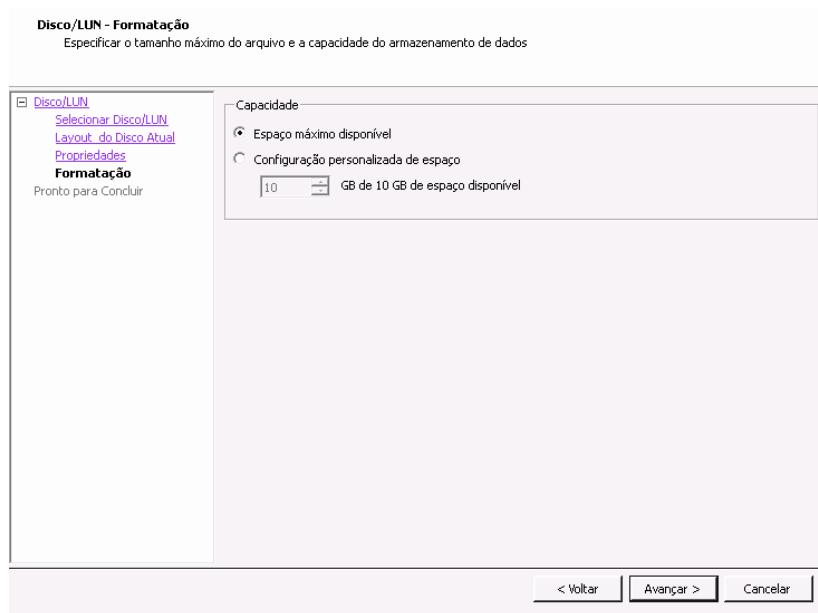 Disco/LUN - Formatação
Especificar o tamanho máximo do arquivo e a capacidade do armazenamento de dados
Disco/LUN
Selecionar Disco/LUN
Layout do Disco Atual
Propriedades
Formatação
Pronto para Concluir
Capacidade
Espaço máximo disponível
Configuração personalizada de espaço
10 GB de 10 GB de espaço disponível
< Voltar Avançar > Cancelar